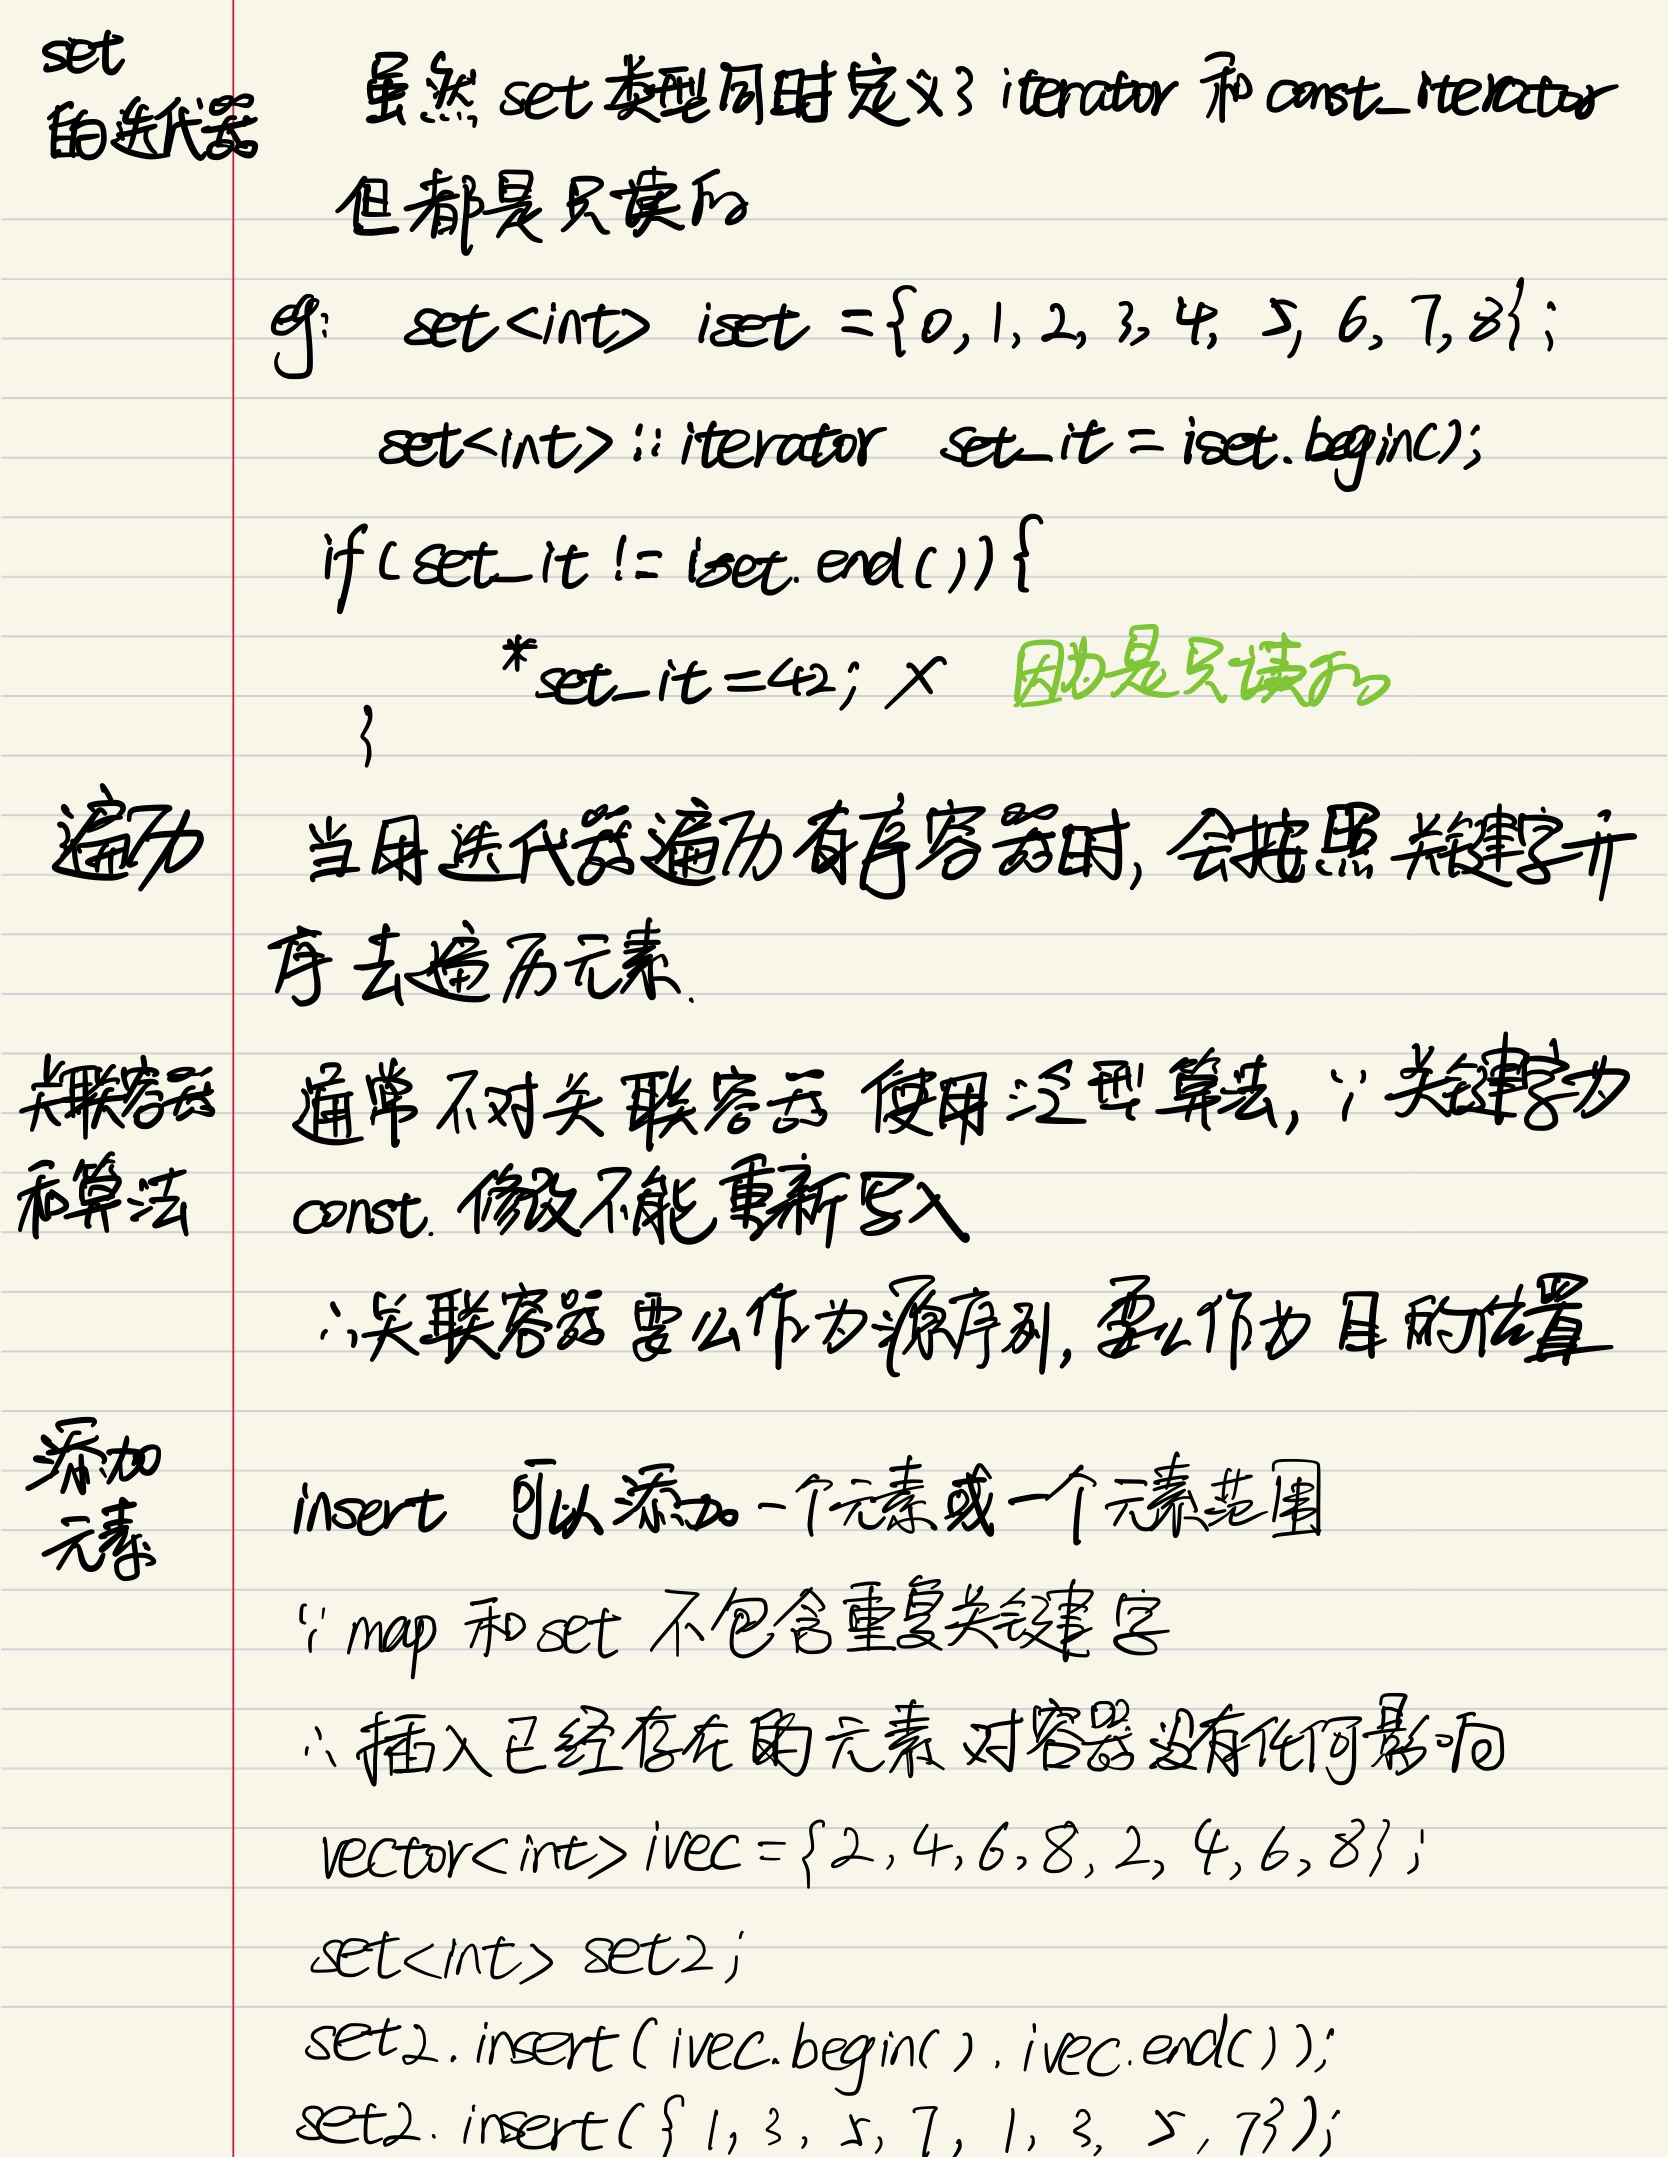 set
的迭代器
虽然 set 类型同时定义了 iterator 和 const_iterator
但都是只读的
eg: set<int> iset ={0, 1, 2, 3, 4, 5, 6, 7, 8};
set<int>::iterator set_it = iset.begin();
if(set_it != iset.end()){
*set_it =42; ✗ 因为是只读的
}
遍历
当用迭代器遍历有序容器时, 会按照关键字升
序去遍历元素.
关联容器
和算法
通常不对关联容器使用泛型算法, ∵关键字为
const. 修改不能重新写入
∴关联容器要么作为源序列, 要么作为目的位置
添加
元素
insert 可以添加一个元素或一个元素范围
∵ map 和 set 不包含重复关键字
∴插入已经存在的元素对容器没有任何影响
vector<int> ivec ={2, 4, 6, 8, 2, 4, 6, 8};
set<int> set2;
set2.insert(ivec.begin(), ivec.end());
set2.insert({1, 3, 5, 7, 1, 3, 5, 7});